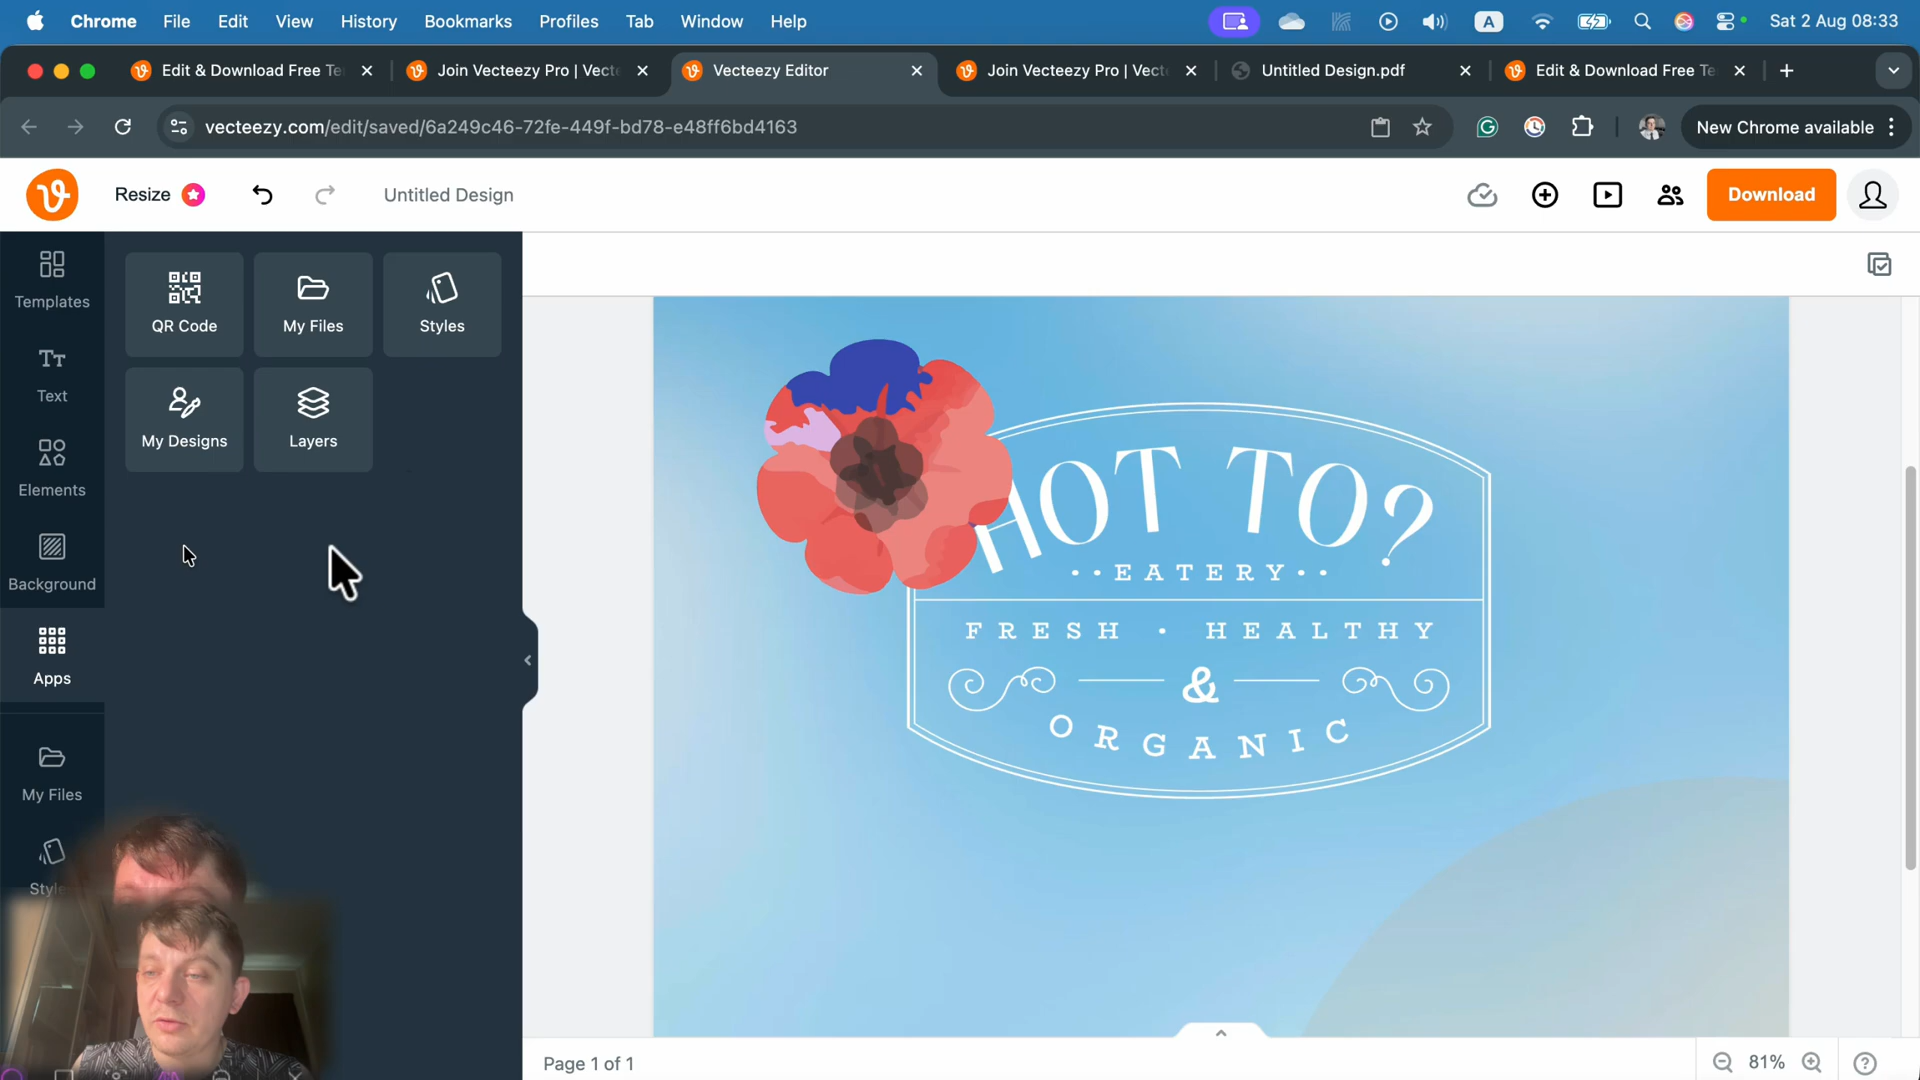 Chrome File Edit View History Bookmarks Profiles Tab Window Help A Sat 2 Aug 08:33
Edit & Download Free Te Join Vecteezy Pro | Vecte Vecteezy Editor Join Vecteezy Pro | Vect Untitled Design.pdf Edit & Download Free Te
vecteezy.com/edit/saved/6a249c46-72fe-449f-bd78-e48ff6bd4163 New Chrome available
Resize Untitled Design Download
Templates
Text
Elements
Background
Apps
My Files
Styl
QR Code My Files Styles
My Designs Layers
HOT TO?
··EATERY··
FRESH · HEALTHY
&
ORGANIC
Page 1 of 1 81%